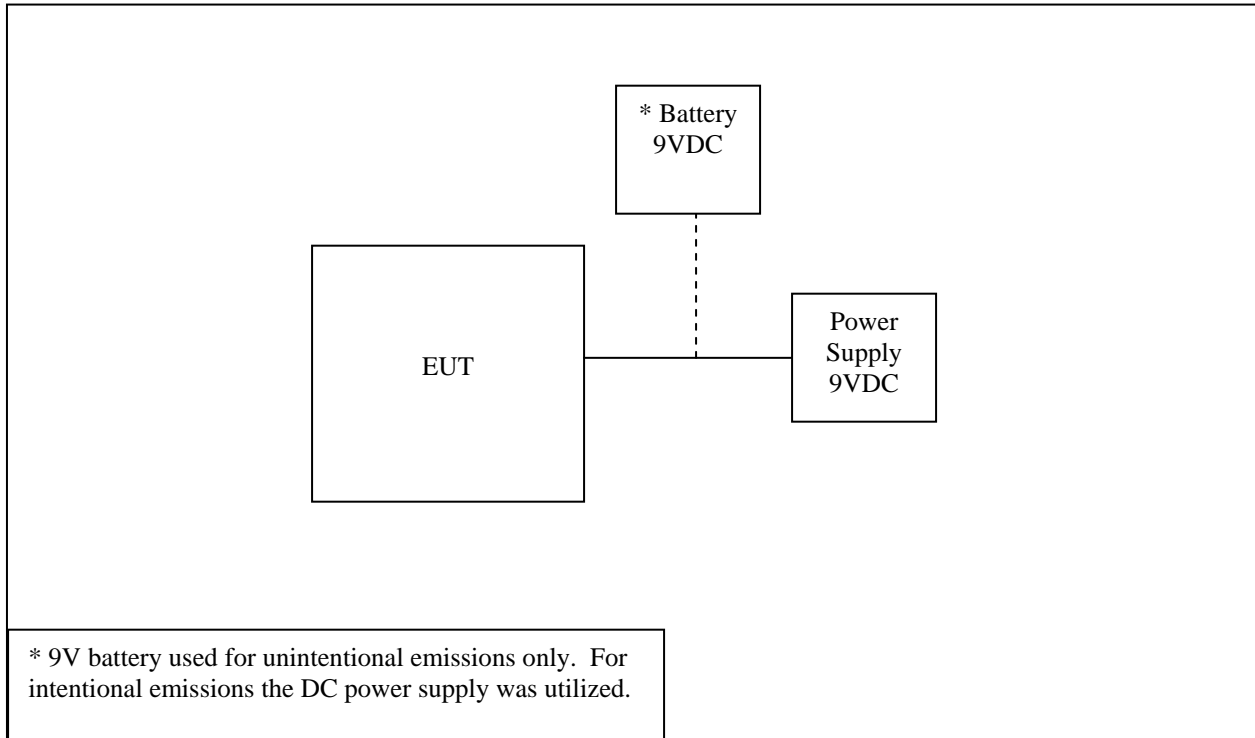 * Battery
9VDC
EUT
Power
Supply
9VDC
* 9V battery used for unintentional emissions only.  For
intentional emissions the DC power supply was utilized.